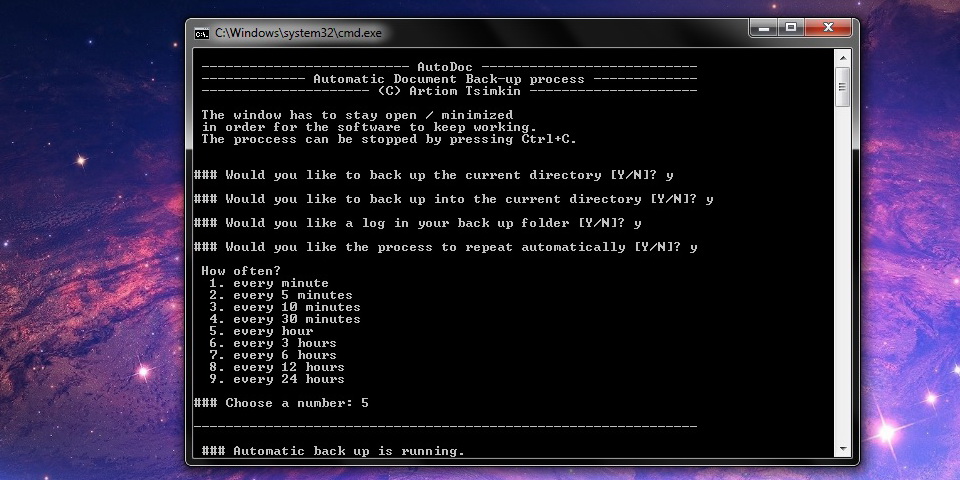 C:\Windows\system32\cmd.exe
-------------------------- AutoDoc ---------------------------
------------- Automatic Document Back-up process -------------
--------------------- (C) Artiom Tsimkin ---------------------
The window has to stay open / minimized
in order for the software to keep working.
The proccess can be stopped by pressing Ctrl+C.
### Would you like to back up the current directory [Y/N]? y
### Would you like to back up into the current directory [Y/N]? y
### Would you like a log in your back up folder [Y/N]? y
### Would you like the process to repeat automatically [Y/N]? y
How often?
1. every minute
2. every 5 minutes
3. every 10 minutes
4. every 30 minutes
5. every hour
6. every 3 hours
7. every 6 hours
8. every 12 hours
9. every 24 hours
### Choose a number: 5
---------------------------------------------------------------
### Automatic back up is running.